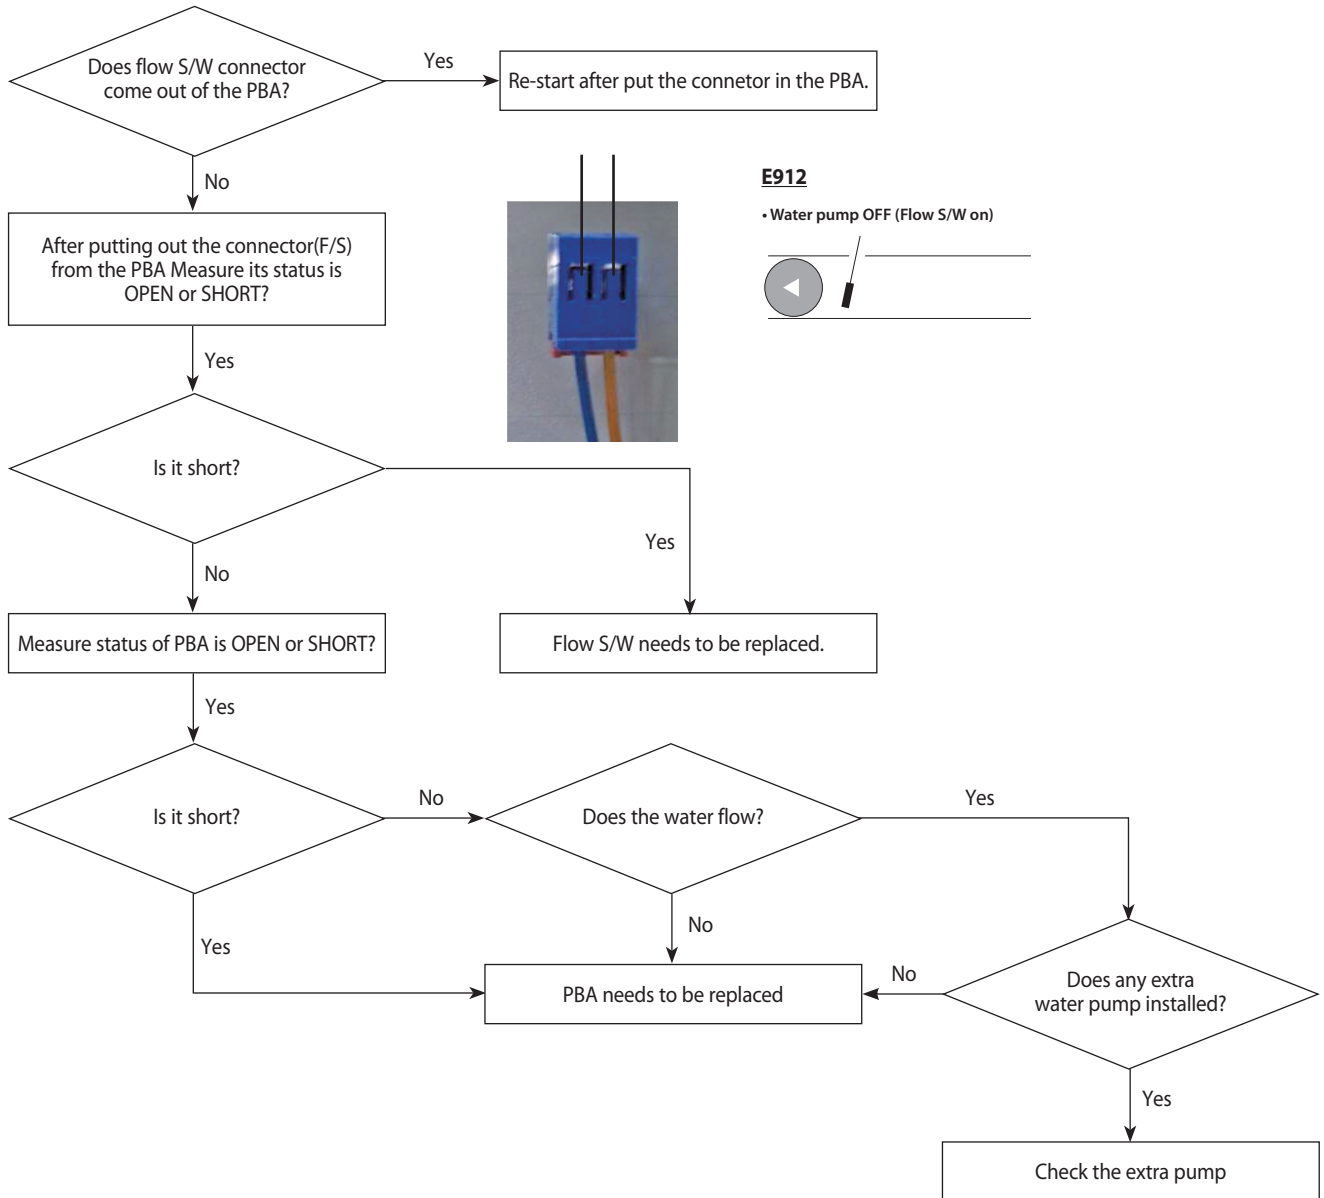 Does flow S/W connector
come out of the PBA?
Yes
Re-start after put the connetor in the PBA.
No
E912
• Water pump OFF (Flow S/W on)
After putting out the connector(F/S)
from the PBA Measure its status is
OPEN or SHORT?
Yes
Is it short?
Yes
No
Measure status of PBA is OPEN or SHORT?
Flow S/W needs to be replaced.
Yes
Is it short?
No
Does the water flow?
Yes
Yes
No
PBA needs to be replaced
No
Does any extra
water pump installed?
Yes
Check the extra pump